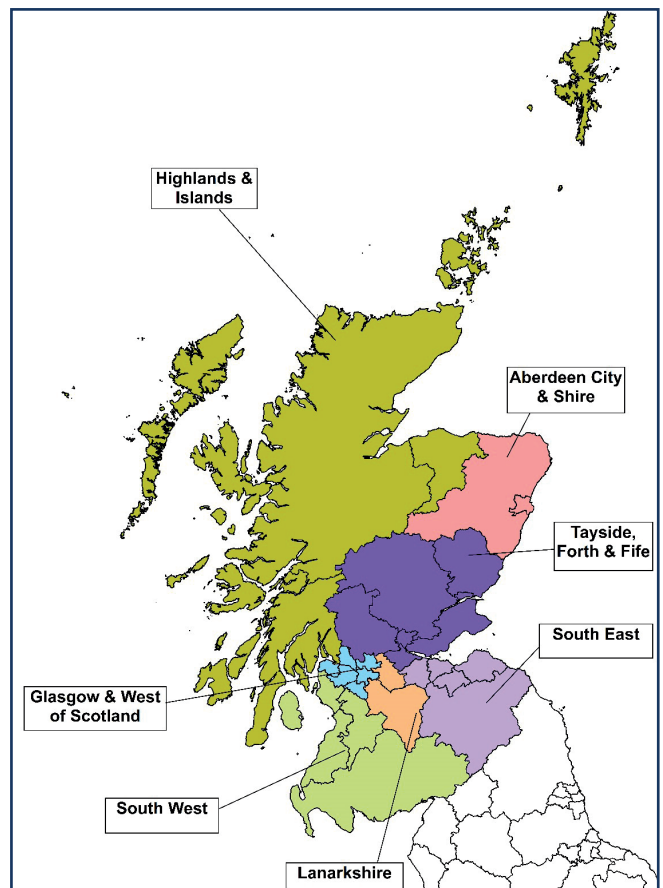 Highlands &
Islands
Aberdeen City
& Shire
Tayside,
Forth & Fife
South East
Glasgow & West
of Scotland
South West
Lanarkshire